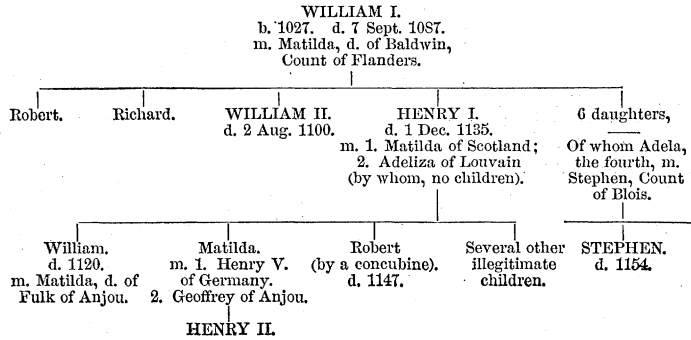 WILLIAM I.
b. 1027. d. 7 Sept. 1087.
m. Matilda, d. of Baldwin,
Count of Flanders.
Robert.
Richard.
WILLIAM II.
d. 2 Aug. 1100.
HENRY I.
d. 1 Dec. 1135.
m. 1. Matilda of Scotland;
2. Adeliza of Louvain
(by whom, no children).
6 daughters,
Of whom Adela,
the fourth, m.
Stephen, Count
of Blois.
William.
d. 1120.
m. Matilda, d. of
Fulk of Anjou.
Matilda.
m. 1. Henry V.
of Germany.
2. Geoffrey of Anjou.
HENRY II.
Robert
(by a concubine).
d. 1147.
Several other
illegitimate
children.
STEPHEN.
d. 1154.